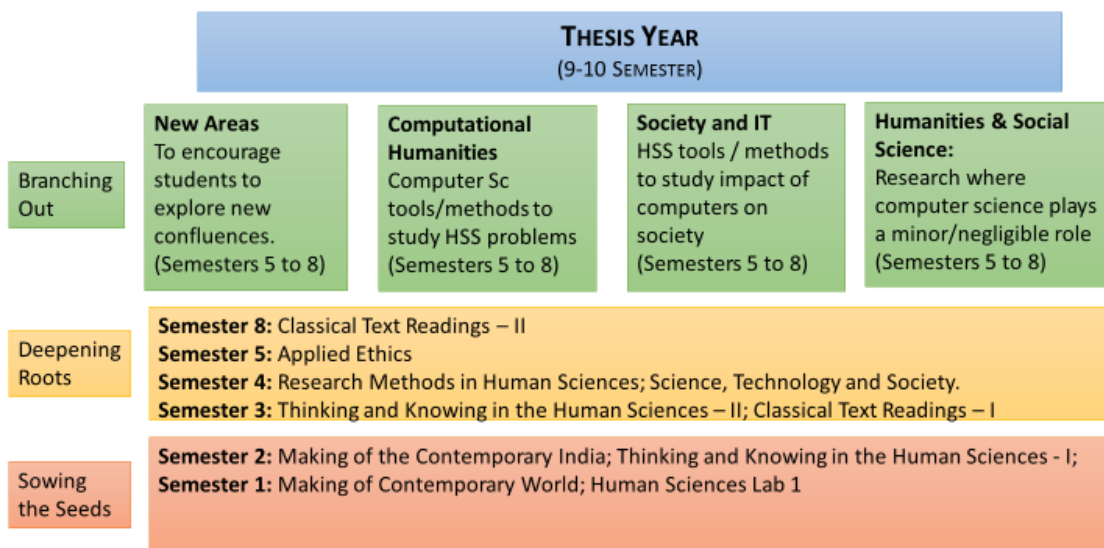 THESIS YEAR
(9-10 SEMESTER)
New Areas
To encourage
students to
explore new
confluences.
(Semesters 5 to 8)
Computational
Humanities
Computer Sc
tools/methods to
study HSS problems
(Semesters 5 to 8)
Society and IT
HSS tools / methods
to study impact of
computers on
society
(Semesters 5 to 8)
Humanities & Social
Science:
Research where
computer science plays
a minor/negligible role
(Semesters 5 to 8)
Branching
Out
Deepening
Roots
Semester 8: Classical Text Readings – II
Semester 5: Applied Ethics
Semester 4: Research Methods in Human Sciences; Science, Technology and Society.
Semester 3: Thinking and Knowing in the Human Sciences – II; Classical Text Readings – I
Sowing
the Seeds
Semester 2: Making of the Contemporary India; Thinking and Knowing in the Human Sciences - I;
Semester 1: Making of Contemporary World; Human Sciences Lab 1